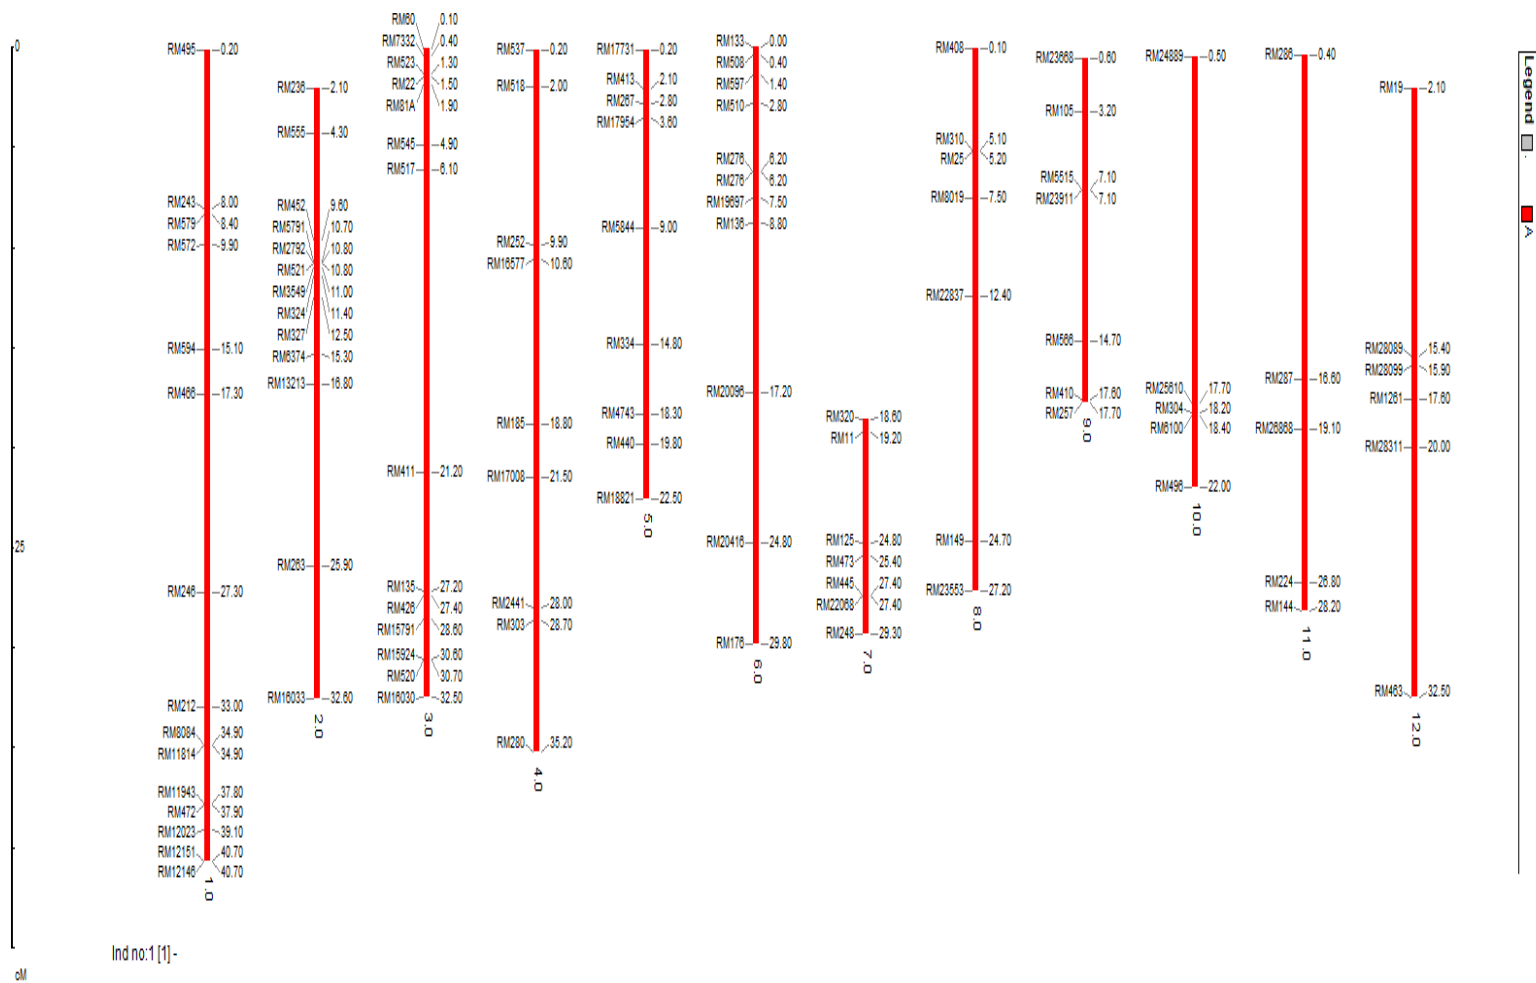 0
25
cM
RM495 0.20
RM243 8.00
RM579 8.40
RM572 9.90
RM594 15.10
RM466 17.30
RM246 27.30
RM212 33.00
RM8084 34.90
RM11814 34.90
RM11943 37.80
RM472 37.90
RM12023 39.10
RM12151 40.70
RM12146 40.70
1.0
RM236 2.10
RM555 4.30
RM452 9.60
RM5791 10.70
RM2792 10.80
RM521 10.80
RM3549 11.00
RM324 11.40
RM327 12.50
RM6374 15.30
RM13213 16.80
RM263 25.90
RM16033 32.60
2.0
RM60 0.10
RM7332 0.40
RM523 1.30
RM22 1.50
RM81A 1.90
RM545 4.90
RM517 6.10
RM411 21.20
RM135 27.20
RM426 27.40
RM15791 28.60
RM15924 30.60
RM520 30.70
RM16030 32.50
3.0
RM537 0.20
RM518 2.00
RM252 9.90
RM16577 10.60
RM185 18.80
RM17008 21.50
RM2441 28.00
RM303 28.70
RM280 35.20
4.0
RM17731 0.20
RM413 2.10
RM267 2.80
RM17954 3.60
RM5844 9.00
RM334 14.80
RM4743 18.30
RM440 19.80
RM18821 22.50
5.0
RM133 0.00
RM508 0.40
RM597 1.40
RM510 2.80
RM276 6.20
RM276 6.20
RM19697 7.50
RM136 8.80
RM20096 17.20
RM20416 24.80
RM176 29.80
6.0
RM320 18.60
RM11 19.20
RM125 24.80
RM473 25.40
RM445 27.40
RM22068 27.40
RM248 29.30
7.0
RM408 0.10
RM310 5.10
RM25 5.20
RM8019 7.50
RM22837 12.40
RM149 24.70
RM23553 27.20
8.0
RM23668 0.60
RM105 3.20
RM5515 7.10
RM23911 7.10
RM566 14.70
RM410 17.60
RM257 17.70
9.0
RM24889 0.50
RM25610 17.70
RM304 18.20
RM6100 18.40
RM496 22.00
10.0
RM286 0.40
RM287 16.60
RM26868 19.10
RM224 26.80
RM144 28.20
11.0
RM19 2.10
RM28089 15.40
RM28099 15.90
RM1261 17.60
RM28311 20.00
RM463 32.50
12.0
Legend
.
A
Ind no:1 [1] -